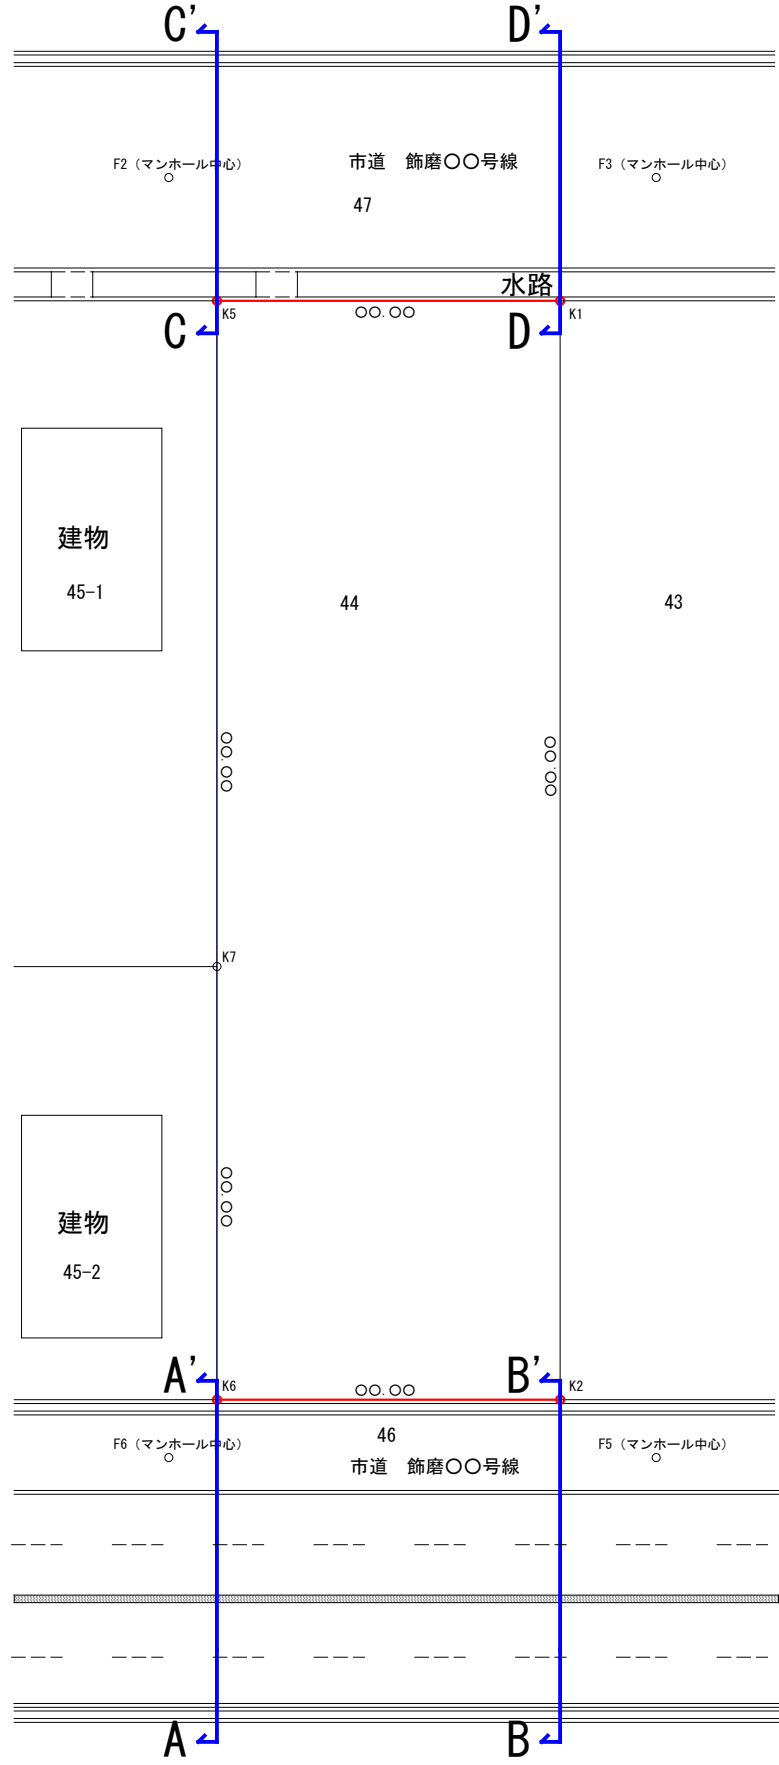 C' D'
F2（マンホール中心） 市道　飾磨〇〇号線 F3（マンホール中心）
47
水路
C K5 〇〇.〇〇 D K1
建物
45-1
44 43
〇〇.〇〇 〇〇.〇〇
K7
〇〇.〇〇
建物
45-2
A' K6 〇〇.〇〇 B' K2
46
F6（マンホール中心） F5（マンホール中心）
市道　飾磨〇〇号線
A B